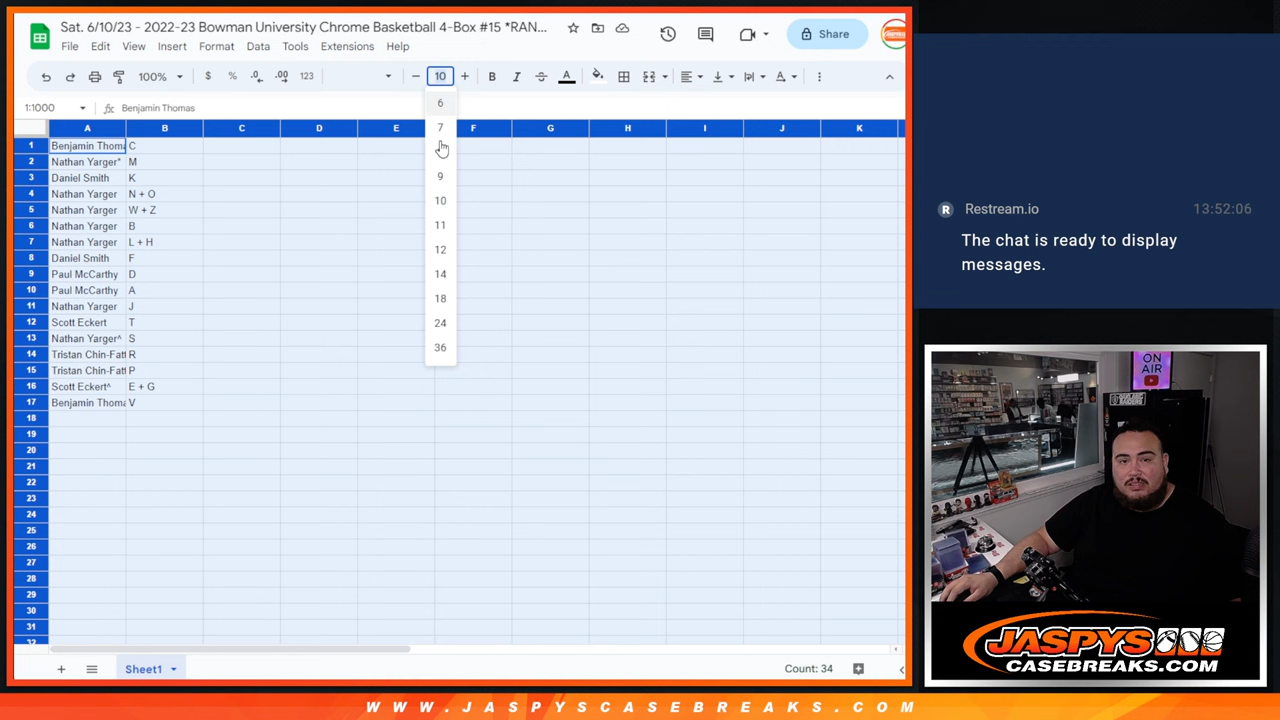 Sat. 6/10/23 - 2022-23 Bowman University Chrome Basketball 4-Box #15 *RAN...
File Edit View Insert Format Data Tools Extensions Help
Share
100% $ % .0 .00 123 10 B I A
1:1000 fx Benjamin Thomas
A B C D E F G H I J K
1 Benjamin Thoma C
2 Nathan Yarger* M
3 Daniel Smith K
4 Nathan Yarger N + O
5 Nathan Yarger W + Z
6 Nathan Yarger B
7 Nathan Yarger L + H
8 Daniel Smith F
9 Paul McCarthy D
10 Paul McCarthy A
11 Nathan Yarger J
12 Scott Eckert T
13 Nathan Yarger^ S
14 Tristan Chin-Fatt R
15 Tristan Chin-Fatt P
16 Scott Eckert^ E + G
17 Benjamin Thoma V
18
19
20
21
22
23
24
25
26
27
28
29
30
31
32
6
7
9
10
11
12
14
18
24
36
Sheet1
Count: 34
R Restream.io 13:52:06
The chat is ready to display
messages.
ON
AIR
JASPYS
CASEBREAKS.COM
WWW.JASPYSCASEBREAKS.COM